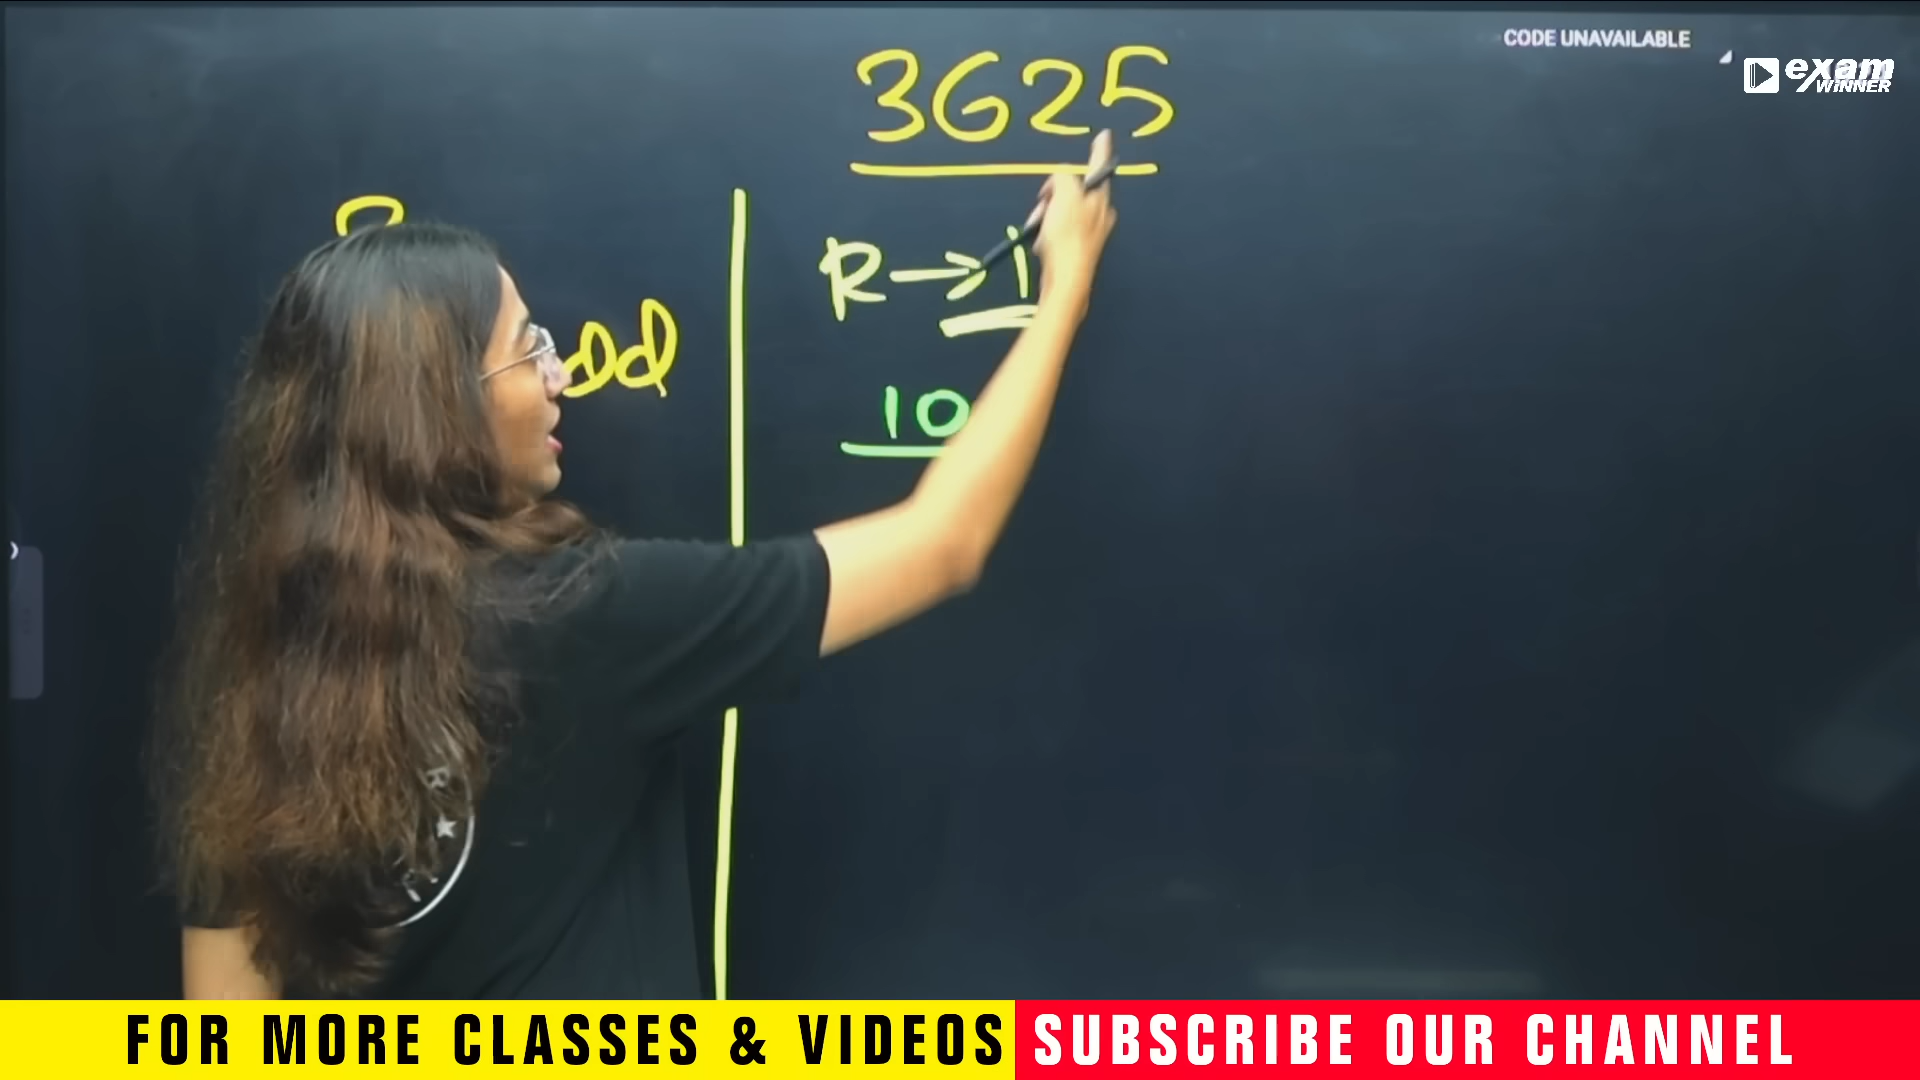 CODE UNAVAILABLE
exam
WINNER
3625
R → 1
10
FOR MORE CLASSES & VIDEOS SUBSCRIBE OUR CHANNEL